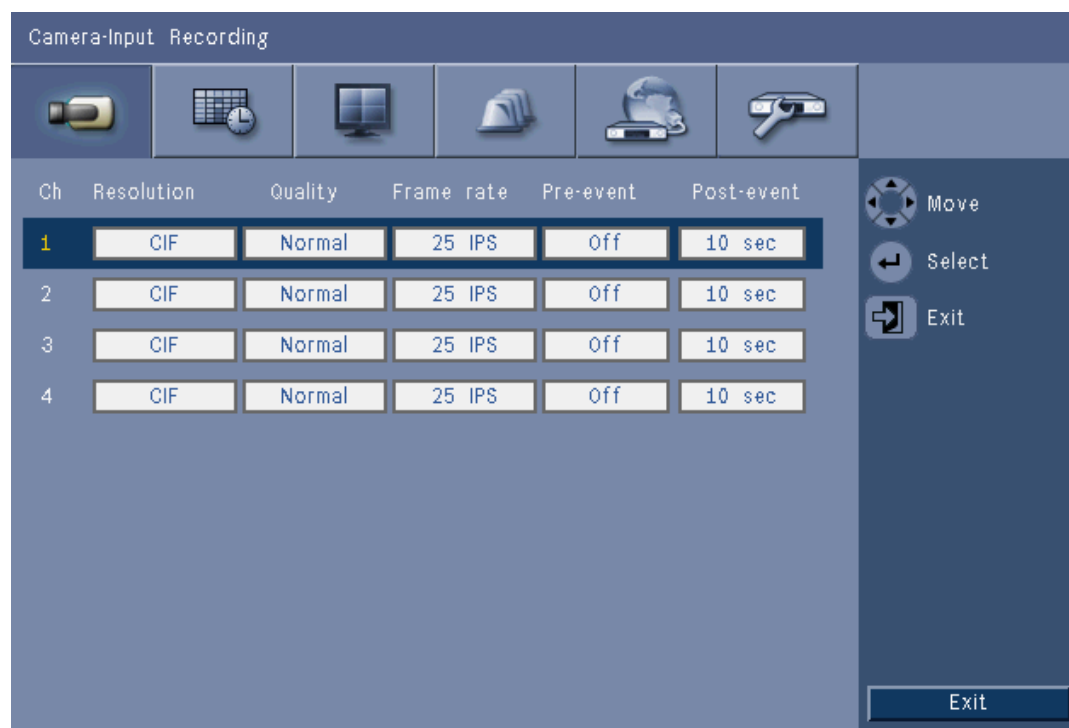 Camera-Input Recording
Ch Resolution Quality Frame rate Pre-event Post-event
1 CIF Normal 25 IPS Off 10 sec
2 CIF Normal 25 IPS Off 10 sec
3 CIF Normal 25 IPS Off 10 sec
4 CIF Normal 25 IPS Off 10 sec
Move
Select
Exit
Exit